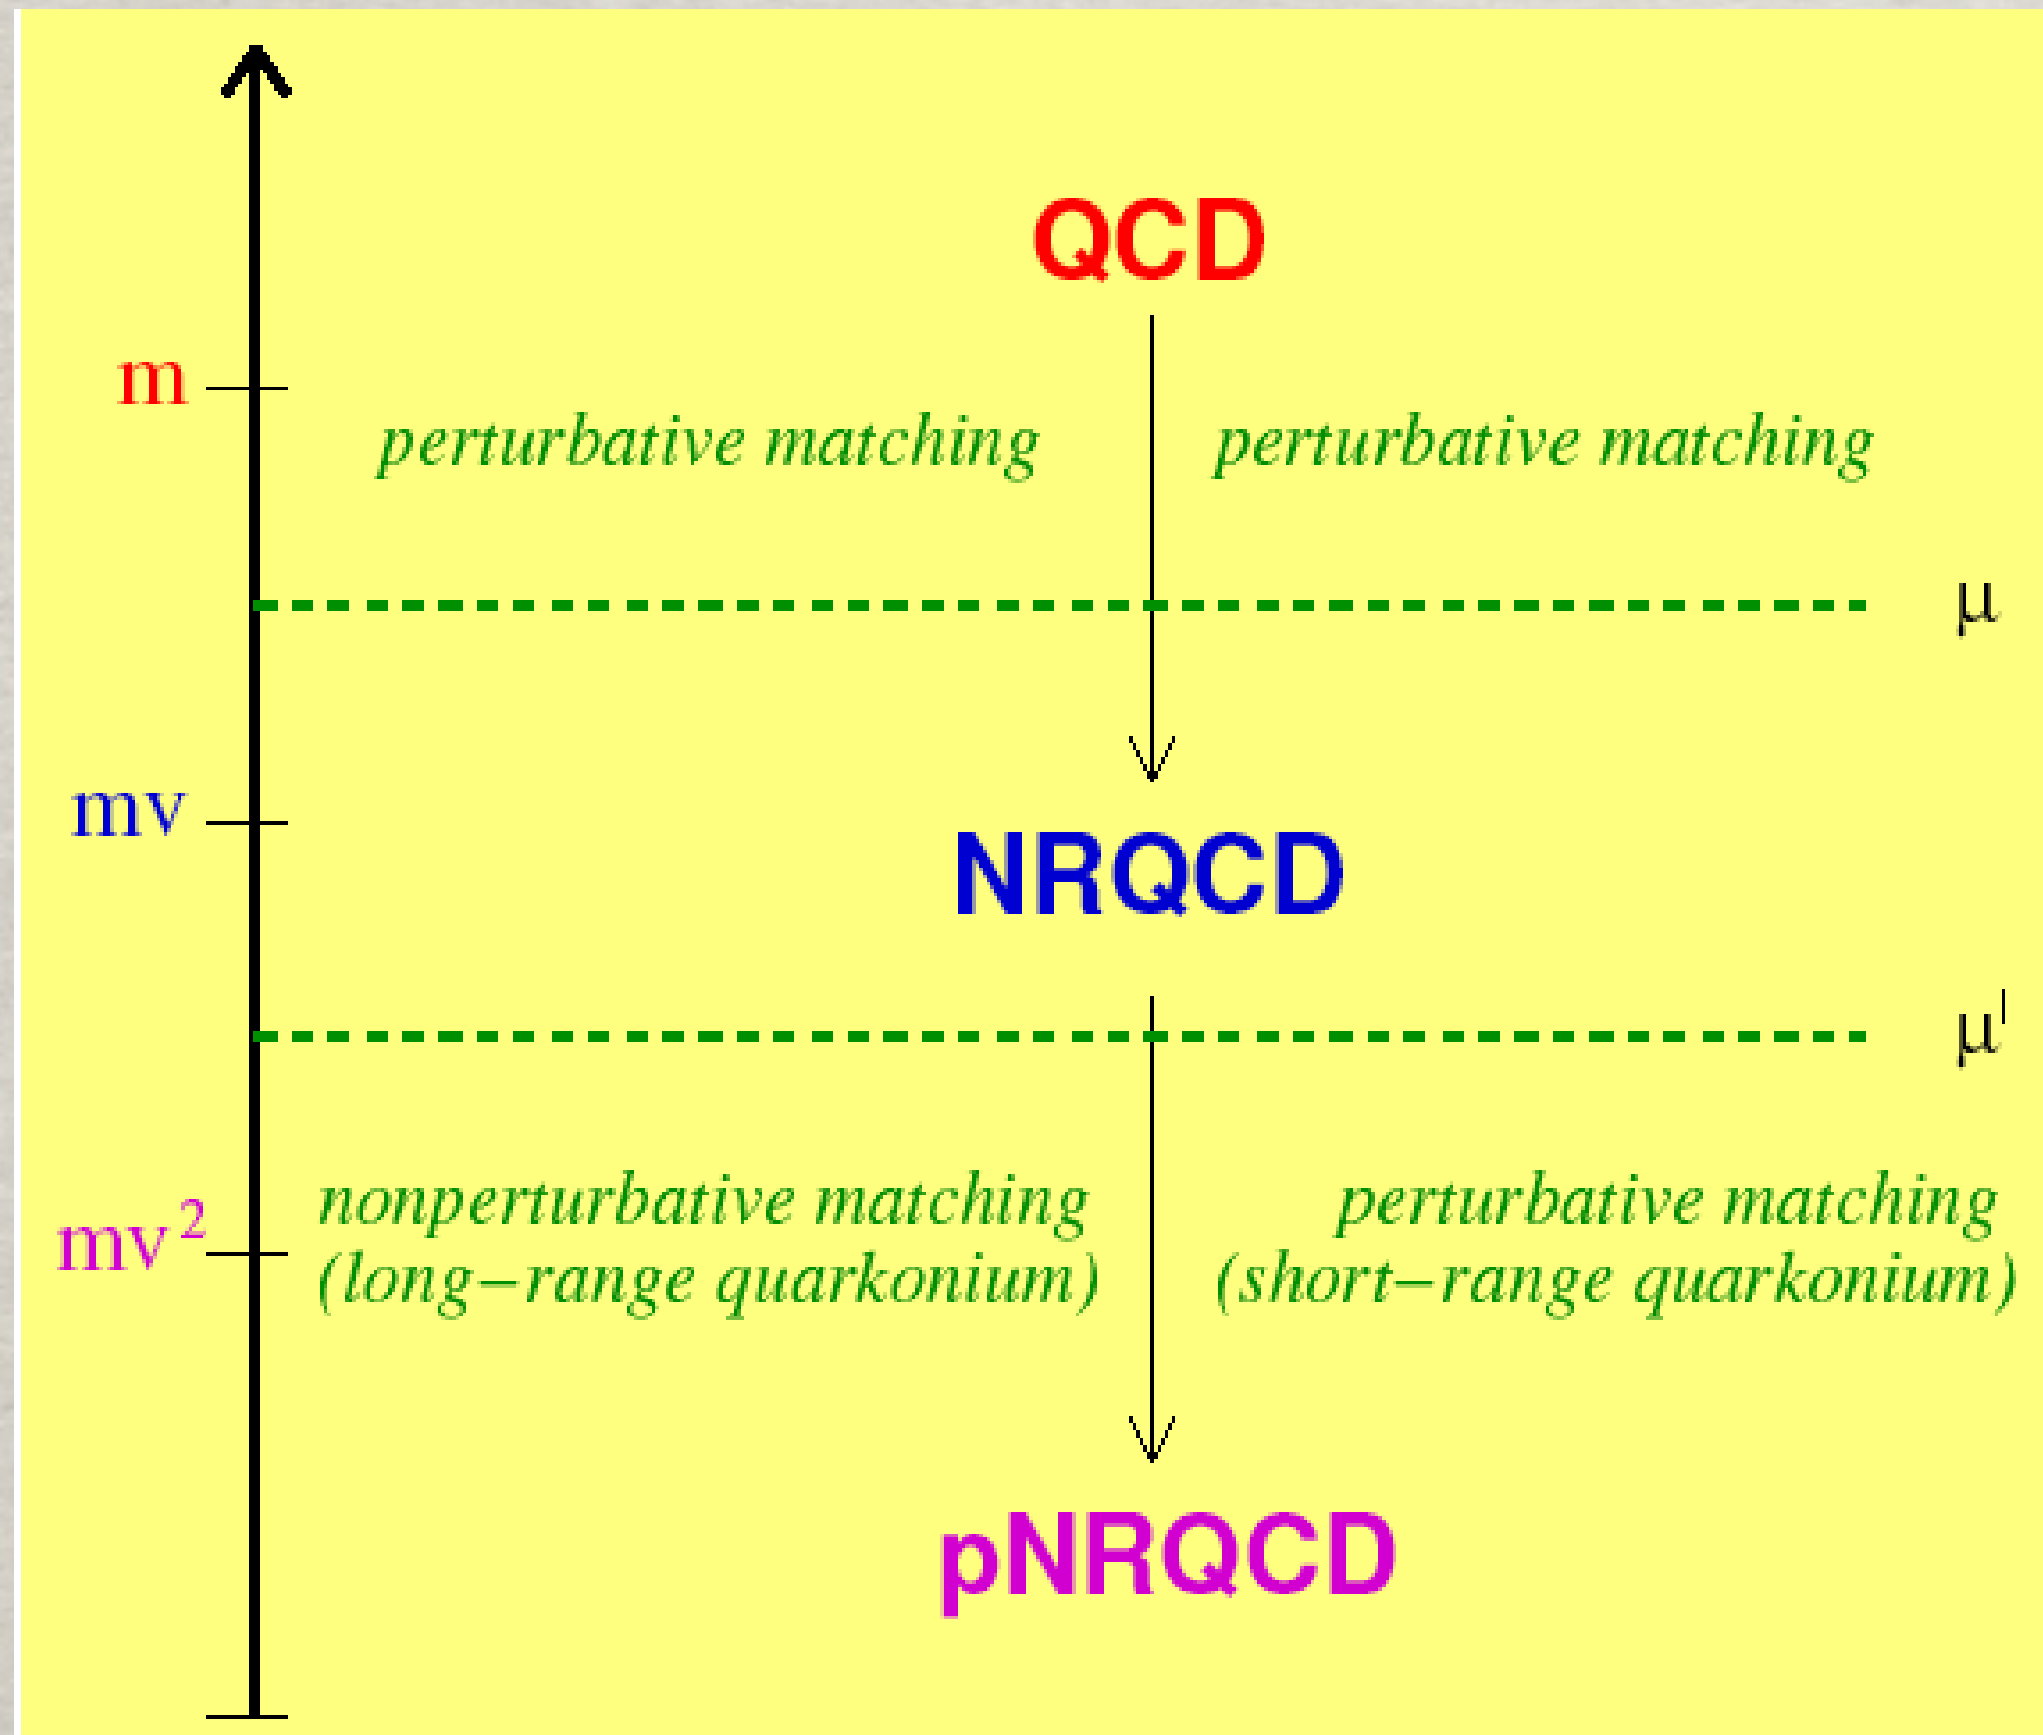 QCD
m
perturbative matching perturbative matching
μ
mv
NRQCD
μ'
nonperturbative matching perturbative matching
mv²
(long–range quarkonium) (short–range quarkonium)
pNRQCD